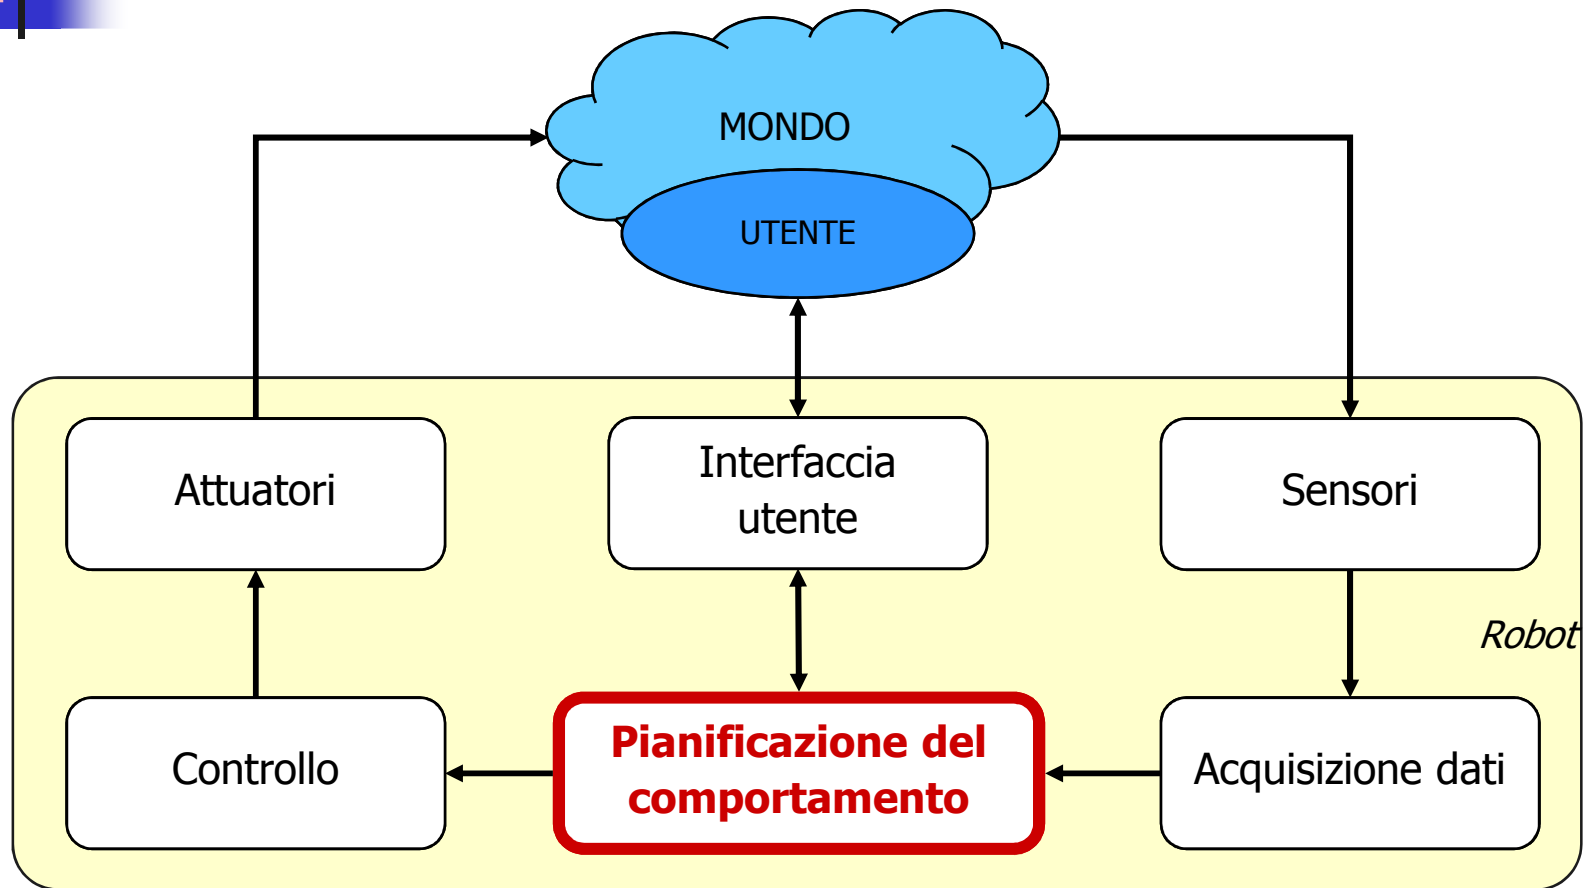 MONDO
UTENTE
Attuatori
Interfaccia
utente
Sensori
Robot
Controllo
Pianificazione del
comportamento
Acquisizione dati